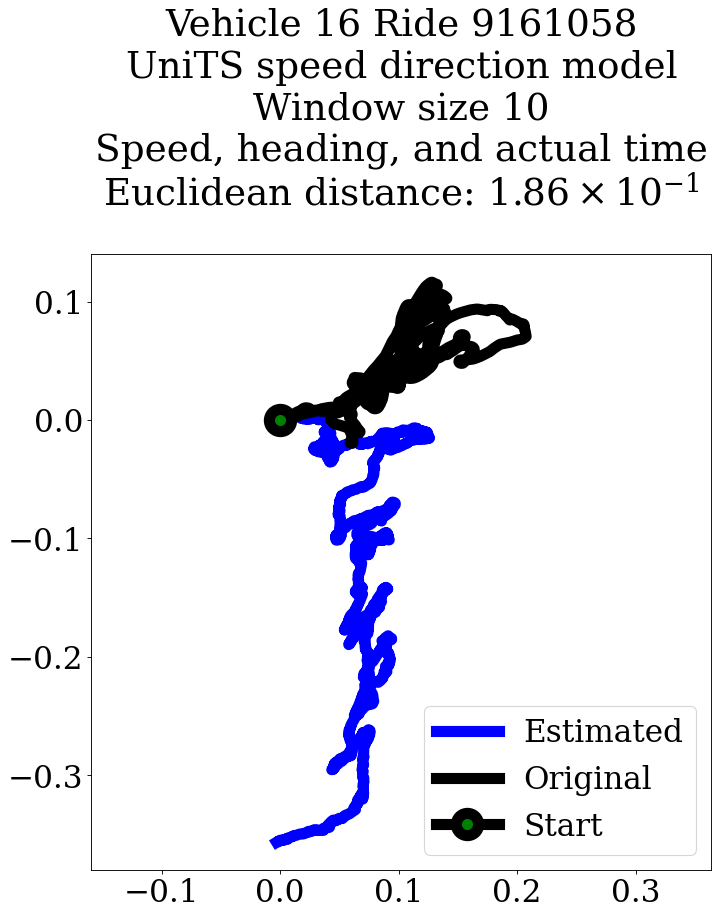 Vehicle 16 Ride 9161058
UniTS speed direction model
Window size 10
Speed, heading, and actual time
Euclidean distance: 1.86 × 10⁻¹
0.1
0.0
−0.1
−0.2
−0.3
Estimated
Original
Start
−0.1 0.0 0.1 0.2 0.3